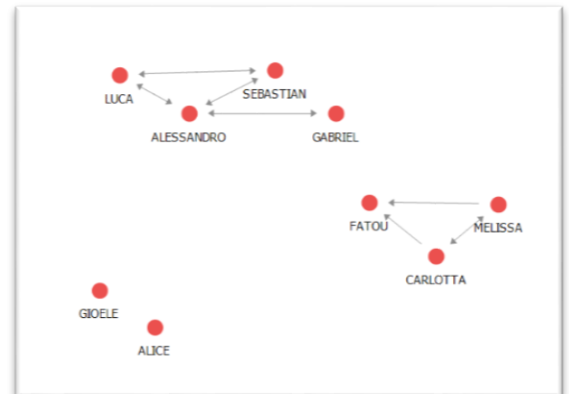 LUCA
SEBASTIAN
ALESSANDRO
GABRIEL
FATOU
MELISSA
CARLOTTA
GIOELE
ALICE